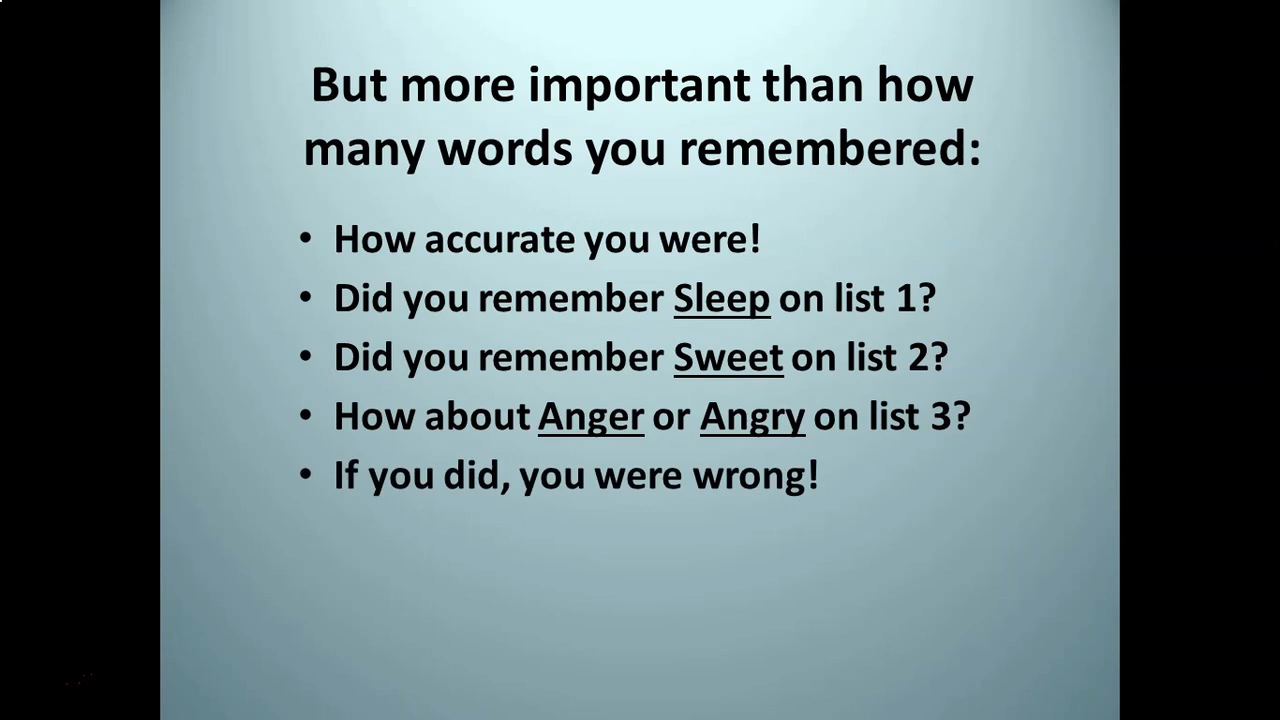 But more important than how
many words you remembered:
• How accurate you were!
• Did you remember Sleep on list 1?
• Did you remember Sweet on list 2?
• How about Anger or Angry on list 3?
• If you did, you were wrong!